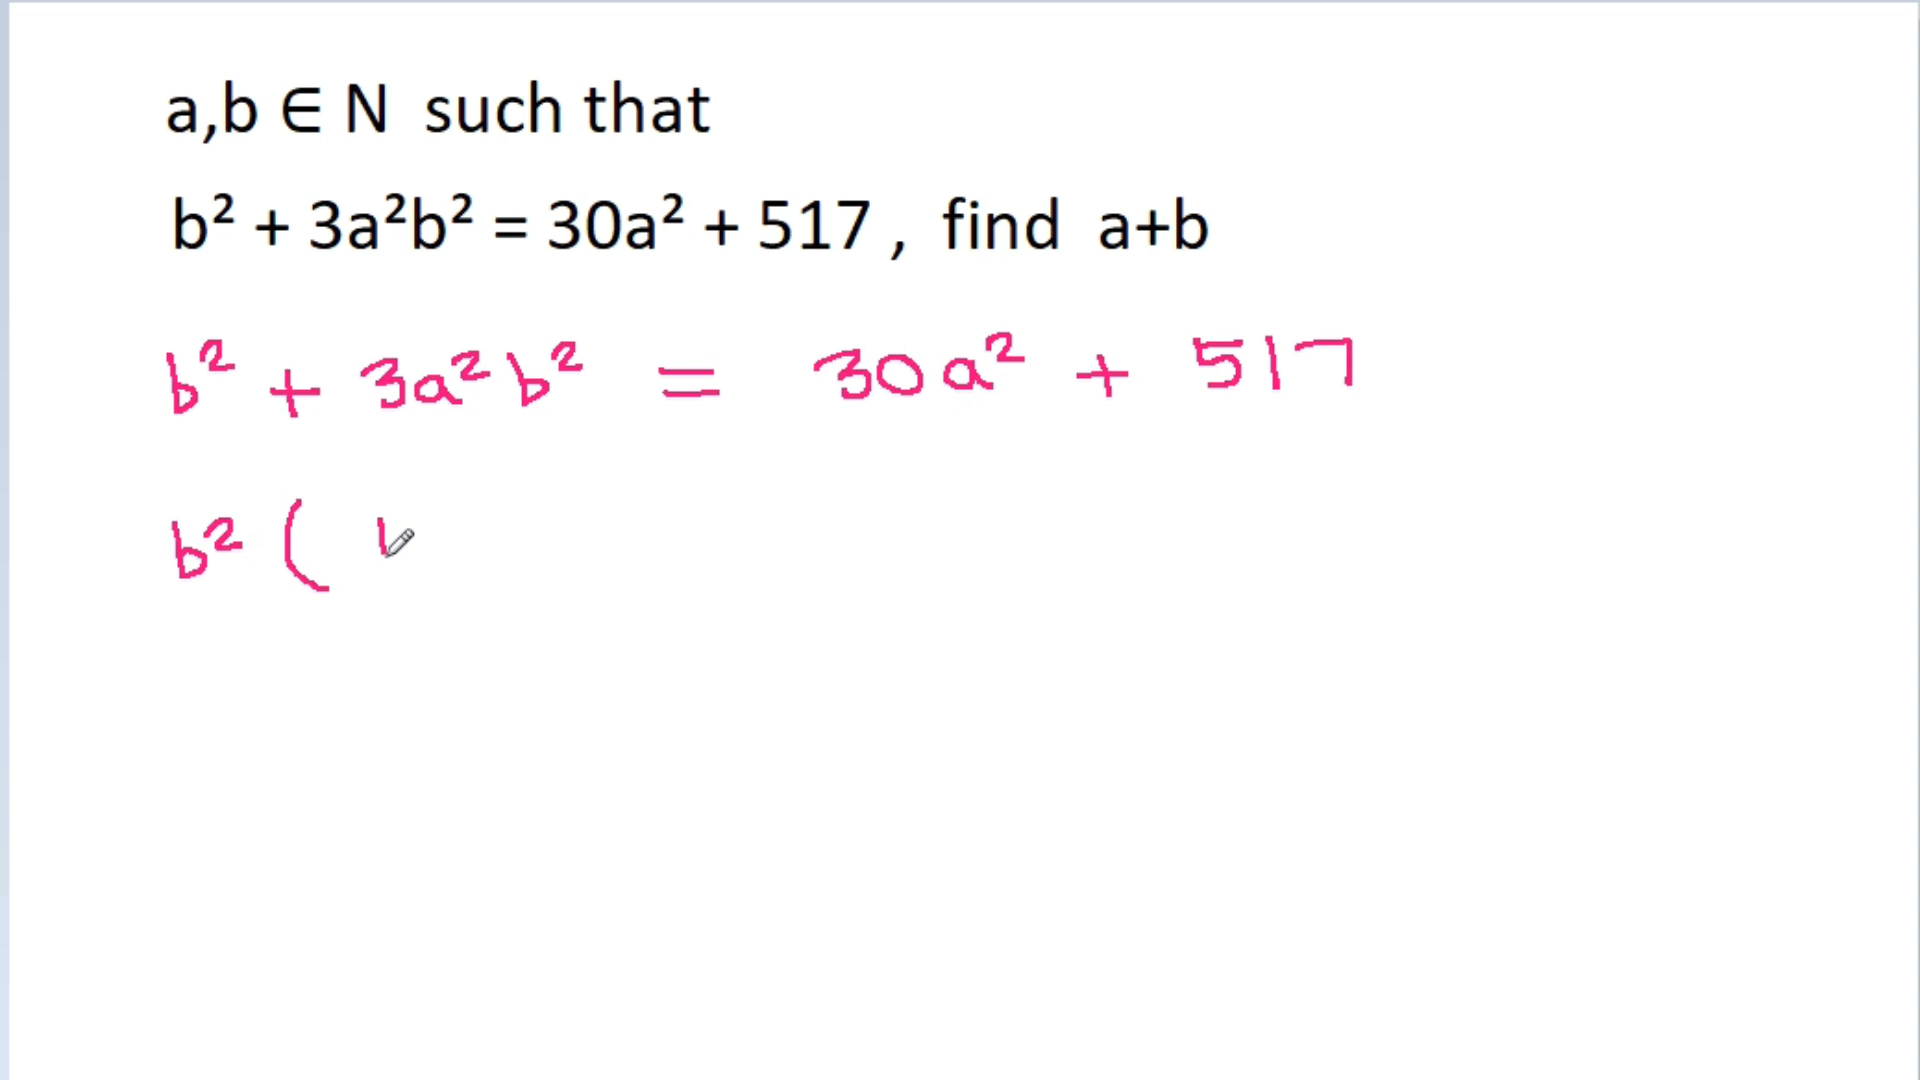 a,b ∈ N such that
b² + 3a²b² = 30a² + 517 , find a+b
b² + 3a²b² = 30a² + 517
b² (